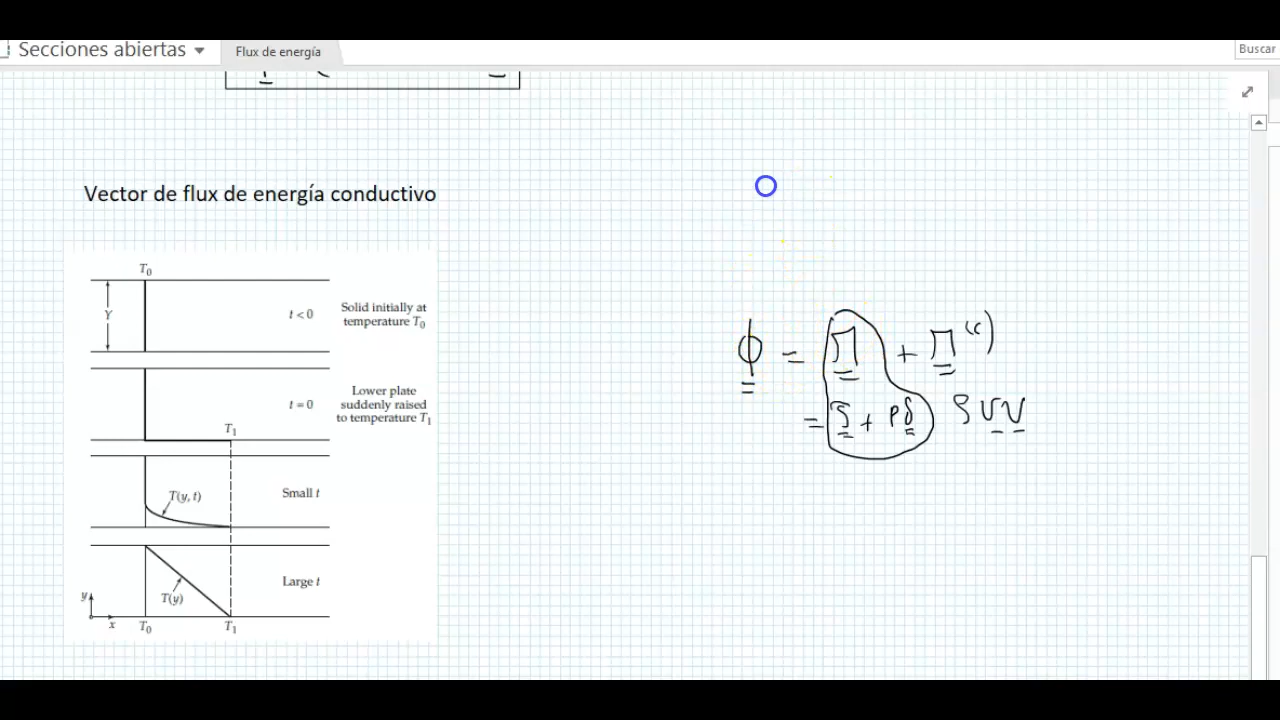 Secciones abiertas
Flux de energía
Buscar
Vector de flux de energía conductivo
T₀
Y
t < 0
Solid initially at
temperature T₀
t = 0
Lower plate
suddenly raised
to temperature T₁
T₁
T(y, t)
Small t
T(y)
Large t
y
x
T₀
T₁
ϕ = Π + Π⁽ᶜ⁾
+ pδ ρvv